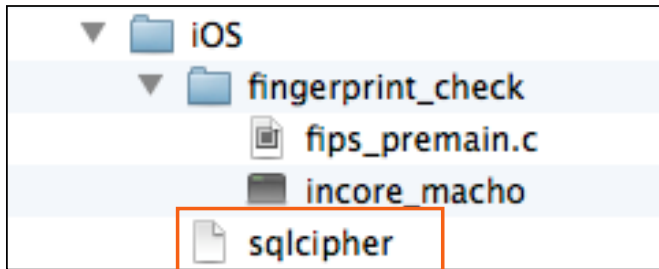 iOS
fingerprint_check
fips_premain.c
incore_macho
sqlcipher